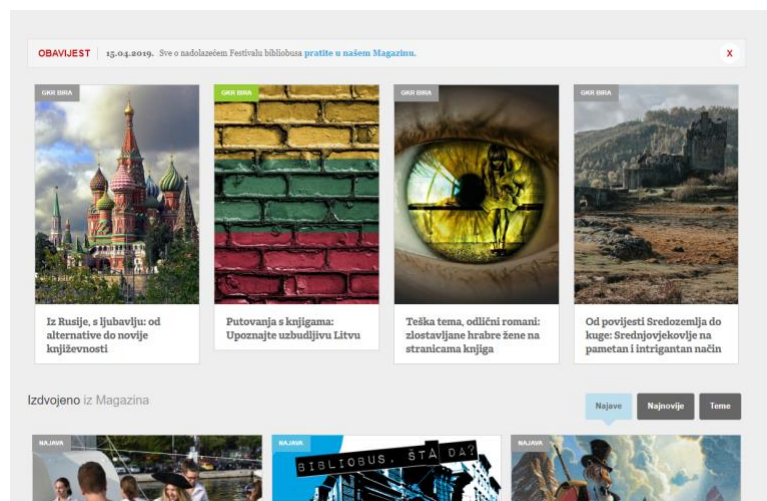 OBAVIJEST 15.04.2019. Sve o nadolazećem Festivalu bibliobusa pratite u našem Magazinu. X
GKR BIRA
GKR BIRA
GKR BIRA
GKR BIRA
Iz Rusije, s ljubavlju: od
alternative do novije
književnosti
Putovanja s knjigama:
Upoznajte uzbudljivu Litvu
Teška tema, odlični romani:
zlostavljane hrabre žene na
stranicama knjiga
Od povijesti Sredozemlja do
kuge: Srednjovjekovlje na
pametan i intrigantan način
Izdvojeno iz Magazina
Najave Najnovije Teme
NAJAVA
NAJAVA
BIBLIOBUS. ŠTA DA?
NAJAVA